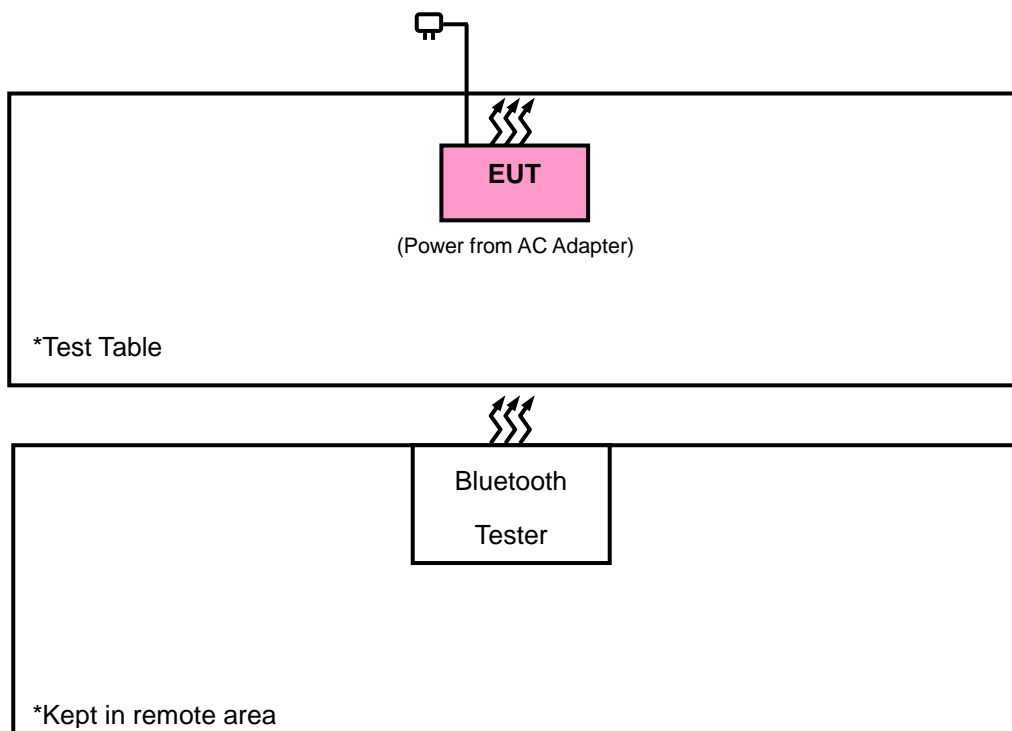 EUT
(Power from AC Adapter)
*Test Table
Bluetooth
Tester
*Kept in remote area